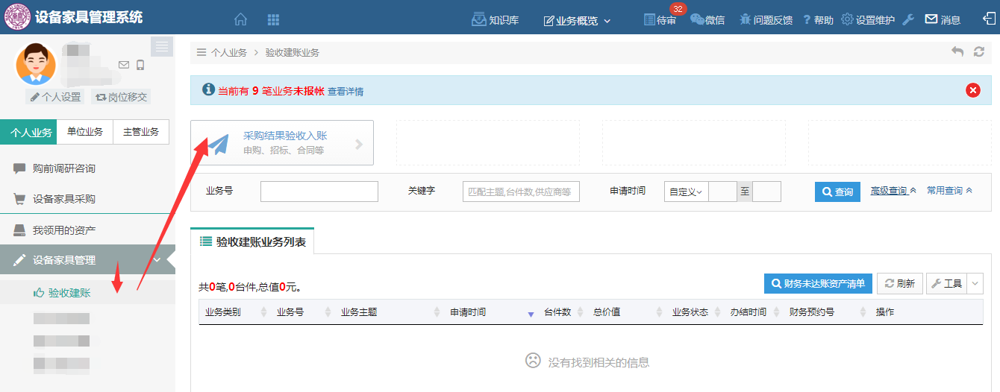 设备家具管理系统
知识库
业务概览
待审
32
微信
问题反馈
? 帮助
设置维护
消息
个人设置
岗位移交
个人业务
单位业务
主管业务
购前调研咨询
设备家具采购
我领用的资产
设备家具管理
验收建账
个人业务 > 验收建账业务
当前有 9 笔业务未报帐 查看详情
采购结果验收入账
申购、招标、合同等
业务号
关键字
匹配主题,台件数,供应商等
申请时间
自定义
至
查询
高级查询
常用查询
验收建账业务列表
共0笔,0台件,总值0元。
财务未达账资产清单
刷新
工具
业务类别
业务号
业务主题
申请时间
台件数
总价值
业务状态
办结时间
财务预约号
操作
没有找到相关的信息